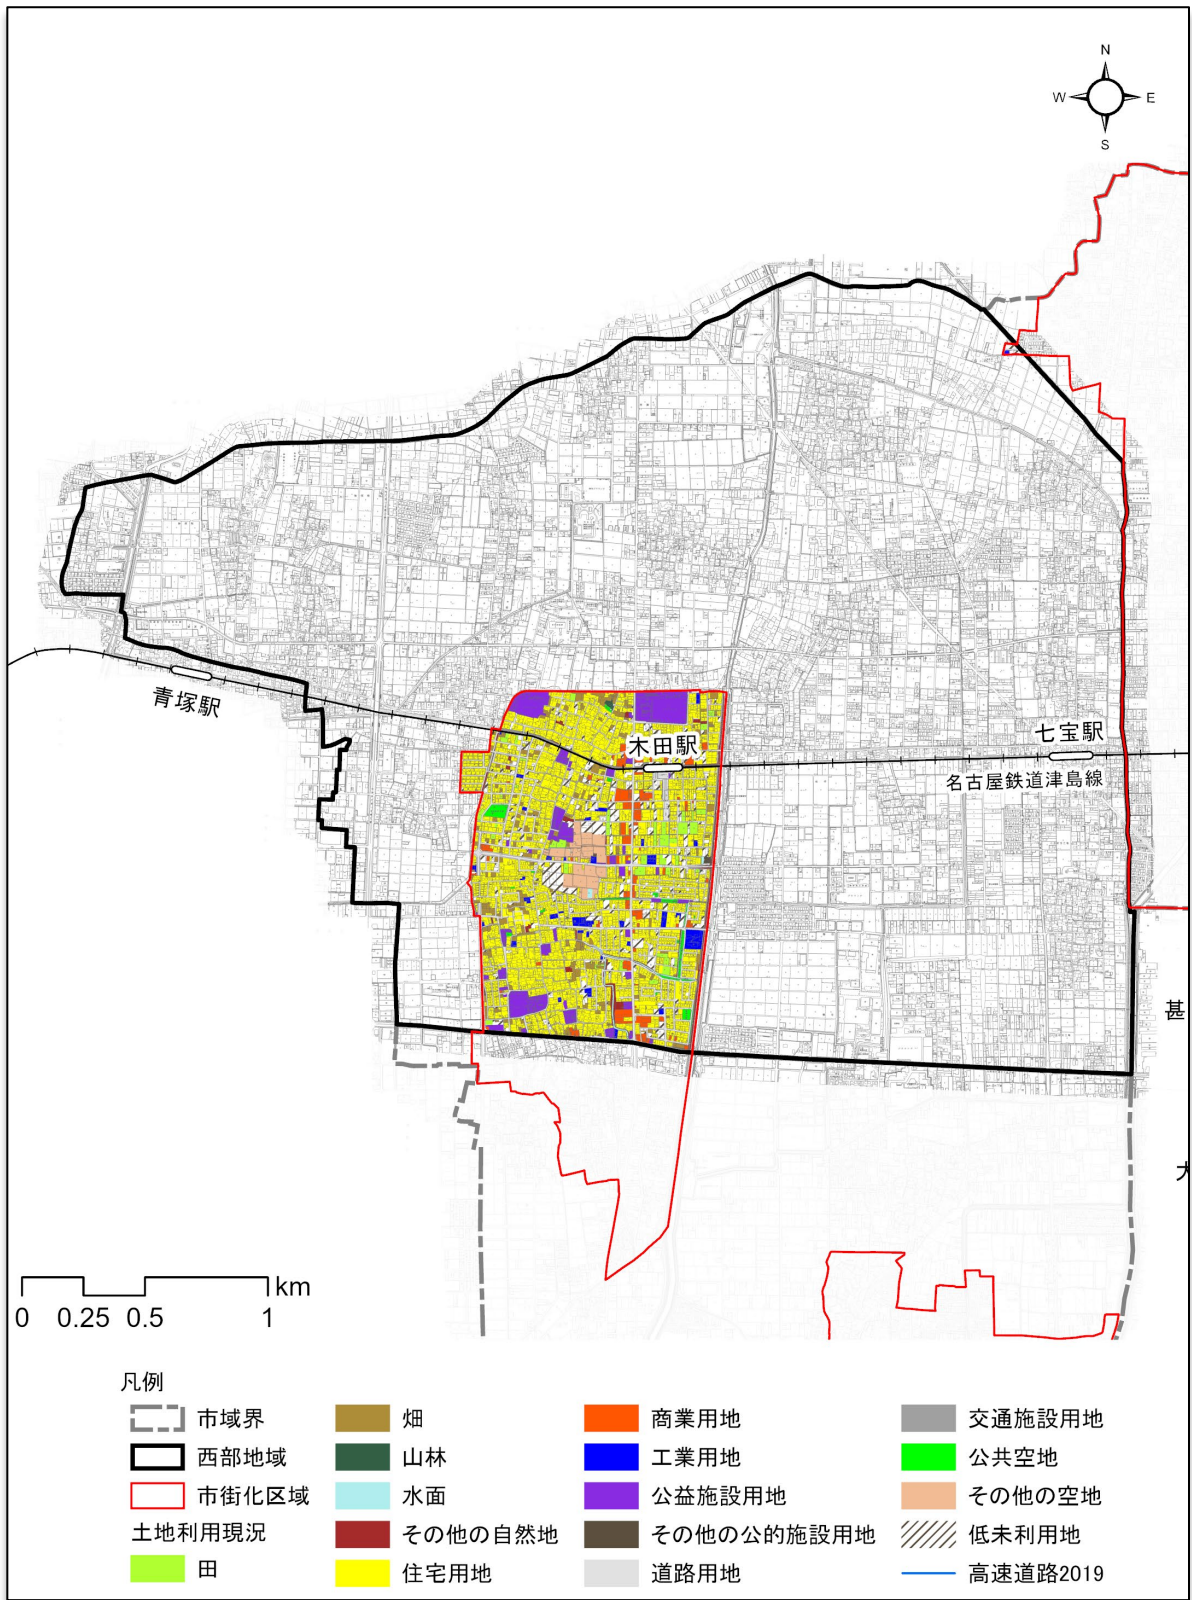 N
W E
S
青塚駅
木田駅
七宝駅
名古屋鉄道津島線
甚
大
km
0 0.25 0.5 1
凡例
市域界
西部地域
市街化区域
土地利用現況
田
畑
山林
水面
その他の自然地
住宅用地
商業用地
工業用地
公益施設用地
その他の公的施設用地
道路用地
交通施設用地
公共空地
その他の空地
低未利用地
高速道路2019